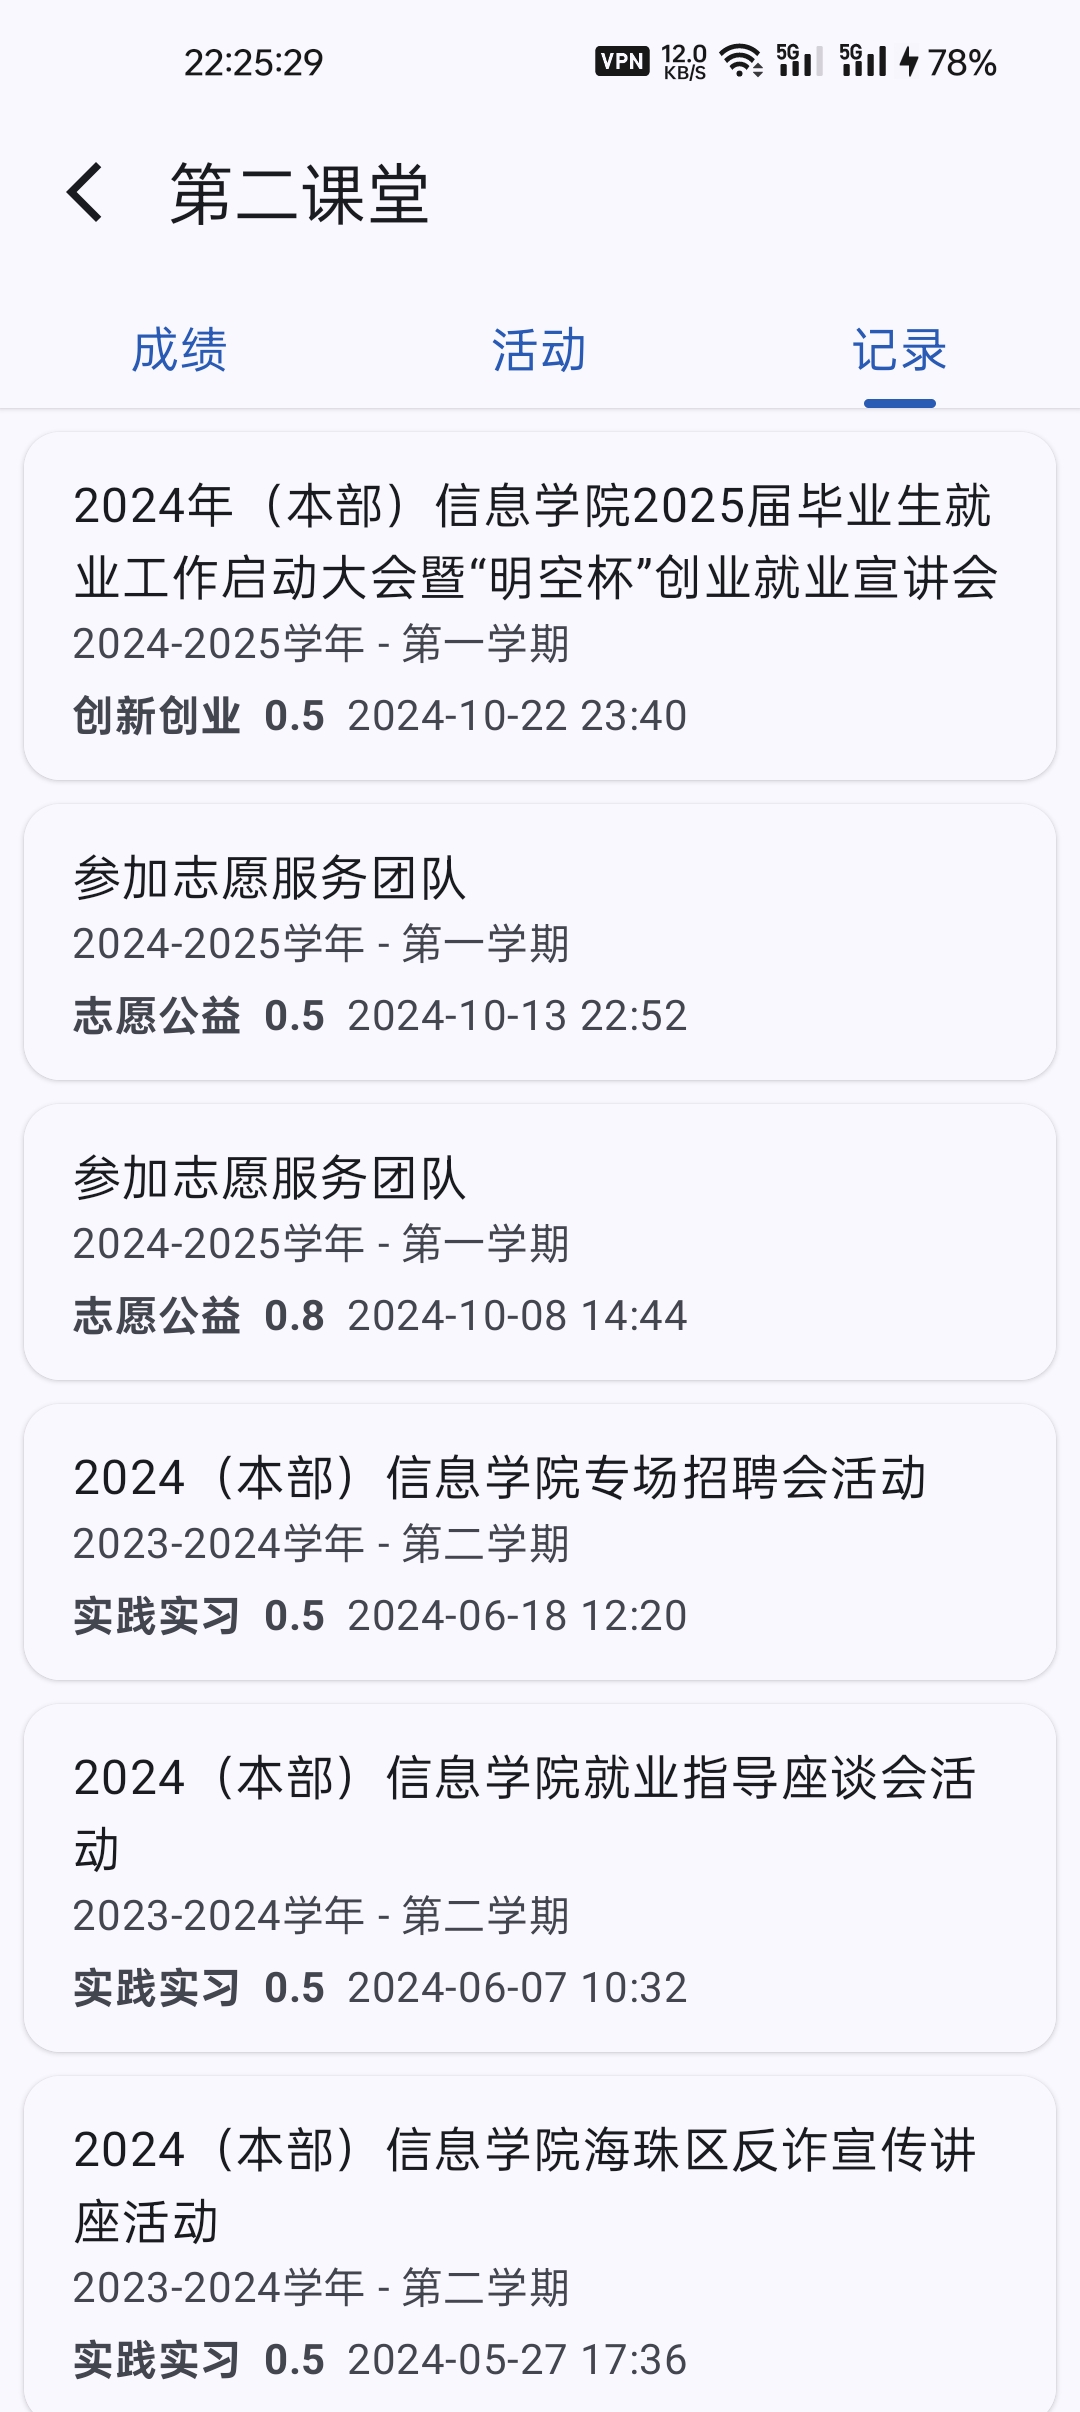 22:25:29 VPN 12.0 KB/S 5G 5G 78%
第二课堂
成绩 活动 记录
2024年（本部）信息学院2025届毕业生就
业工作启动大会暨“明空杯”创业就业宣讲会
2024-2025学年 - 第一学期
创新创业 0.5 2024-10-22 23:40
参加志愿服务团队
2024-2025学年 - 第一学期
志愿公益 0.5 2024-10-13 22:52
参加志愿服务团队
2024-2025学年 - 第一学期
志愿公益 0.8 2024-10-08 14:44
2024（本部）信息学院专场招聘会活动
2023-2024学年 - 第二学期
实践实习 0.5 2024-06-18 12:20
2024（本部）信息学院就业指导座谈会活
动
2023-2024学年 - 第二学期
实践实习 0.5 2024-06-07 10:32
2024（本部）信息学院海珠区反诈宣传讲
座活动
2023-2024学年 - 第二学期
实践实习 0.5 2024-05-27 17:36